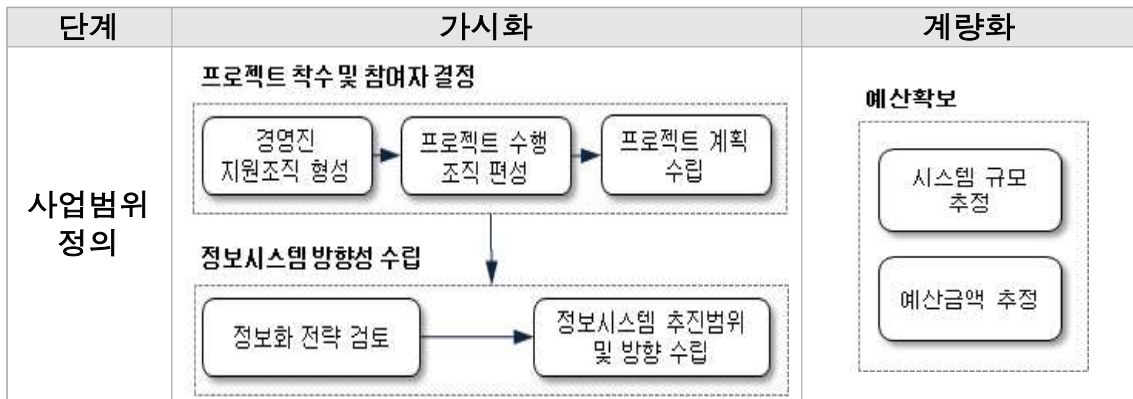 단계
가시화
계량화
사업범위
정의
프로젝트 착수 및 참여자 결정
경영진
지원조직 형성
프로젝트 수행
조직 편성
프로젝트 계획
수립
정보시스템 방향성 수립
정보화 전략 검토
정보시스템 추진범위
및 방향 수립
예산확보
시스템 규모
추정
예산금액 추정